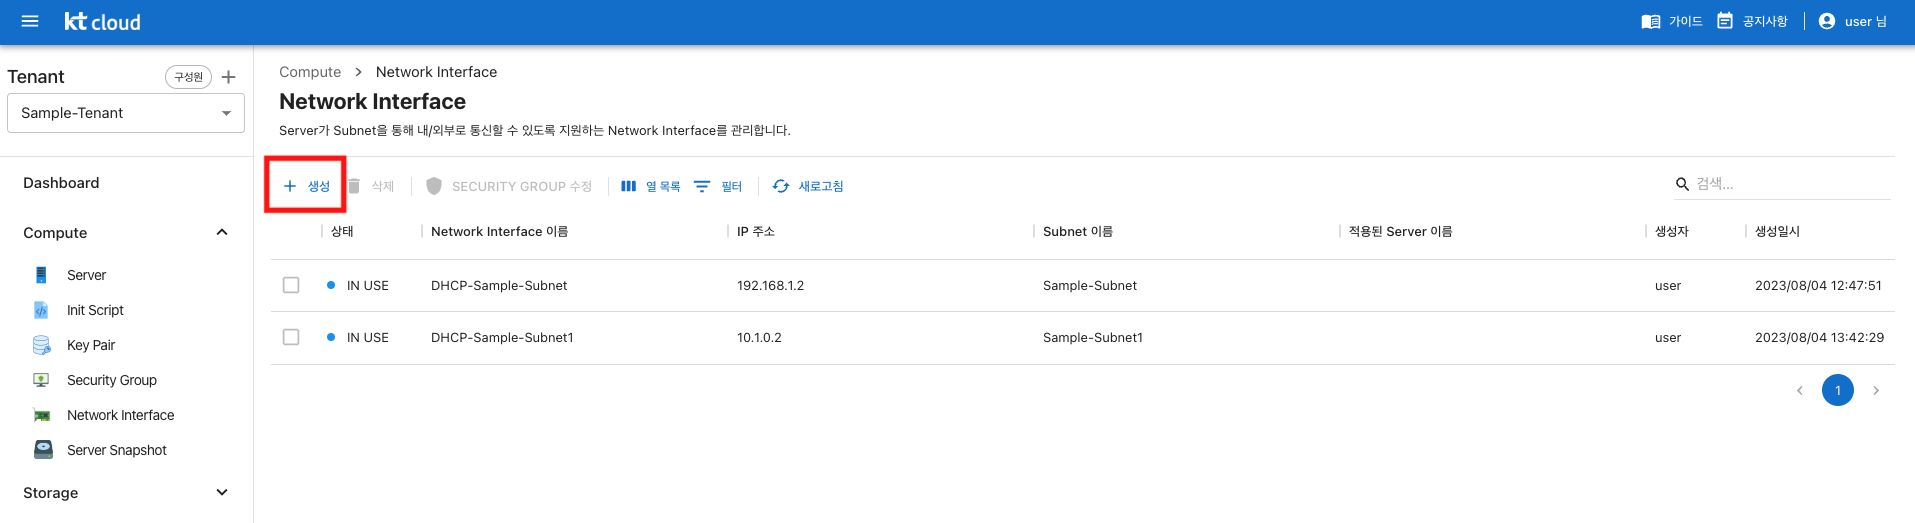 kt cloud
가이드
공지사항
user 님
Tenant
구성원
Sample-Tenant
Dashboard
Compute
Server
Init Script
Key Pair
Security Group
Network Interface
Server Snapshot
Storage
Compute > Network Interface
Network Interface
Server가 Subnet을 통해 내/외부로 통신할 수 있도록 지원하는 Network Interface를 관리합니다.
+ 생성 삭제 SECURITY GROUP 수정 열 목록 필터 새로고침 검색...
상태 Network Interface 이름 IP 주소 Subnet 이름 적용된 Server 이름 생성자 생성일시
IN USE DHCP-Sample-Subnet 192.168.1.2 Sample-Subnet user 2023/08/04 12:47:51
IN USE DHCP-Sample-Subnet1 10.1.0.2 Sample-Subnet1 user 2023/08/04 13:42:29
< 1 >